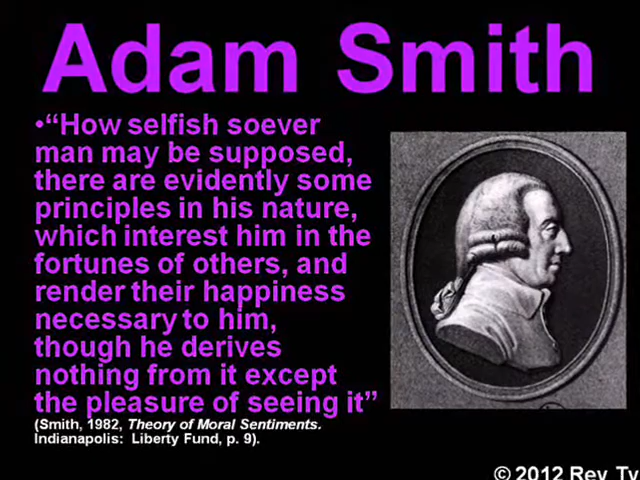 Adam Smith
•“How selfish soever
man may be supposed,
there are evidently some
principles in his nature,
which interest him in the
fortunes of others, and
render their happiness
necessary to him,
though he derives
nothing from it except
the pleasure of seeing it”
(Smith, 1982, Theory of Moral Sentiments.
Indianapolis: Liberty Fund, p. 9).
© 2012 Rev. Ty